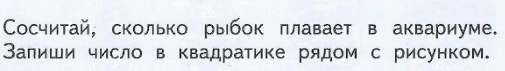 Сосчитай, сколько рыбок плавает в аквариуме.
Запиши число в квадратике рядом с рисунком.